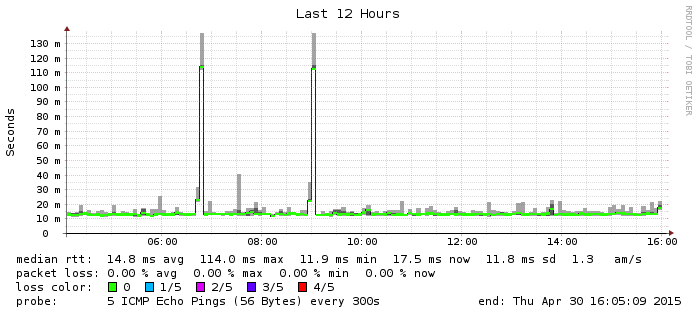 Last 12 Hours
RRDTOOL / TOBI OETIKER
Seconds
130 m
120 m
110 m
100 m
90 m
80 m
70 m
60 m
50 m
40 m
30 m
20 m
10 m
0
06:00 08:00 10:00 12:00 14:00 16:00
median rtt: 14.8 ms avg 114.0 ms max 11.9 ms min 17.5 ms now 11.8 ms sd 1.3 am/s
packet loss: 0.00 % avg 0.00 % max 0.00 % min 0.00 % now
loss color: 0 1/5 2/5 3/5 4/5
probe: 5 ICMP Echo Pings (56 Bytes) every 300s end: Thu Apr 30 16:05:09 2015